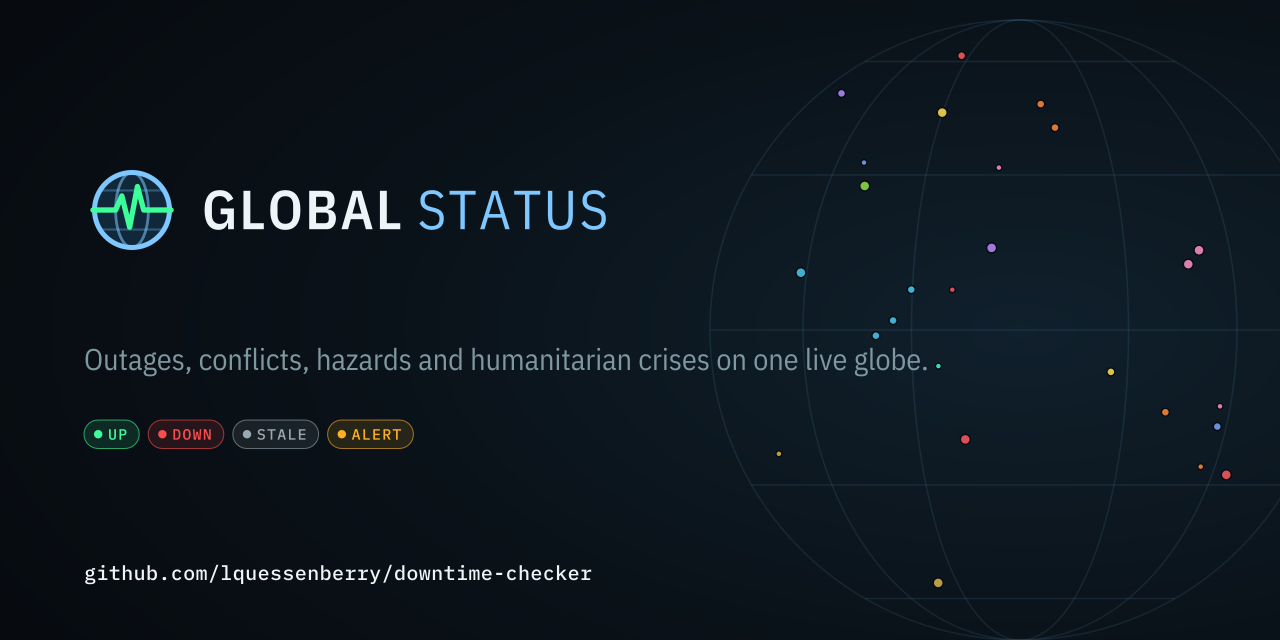 GLOBAL STATUS
Outages, conflicts, hazards and humanitarian crises on one live globe.
UP DOWN STALE ALERT
github.com/lquessenberry/downtime-checker